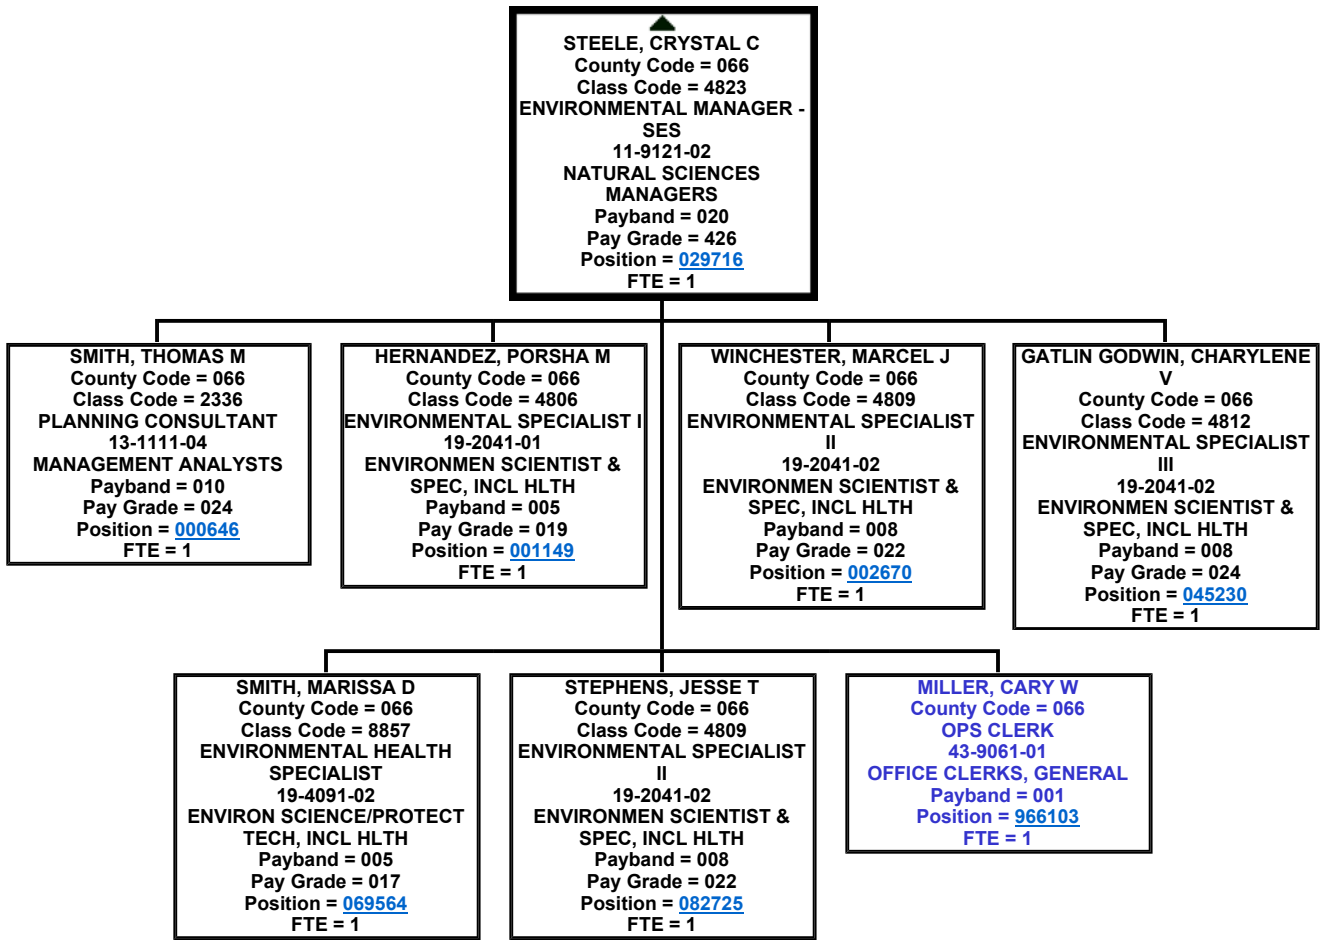 STEELE, CRYSTAL C
County Code = 066
Class Code = 4823
ENVIRONMENTAL MANAGER -
SES
11-9121-02
NATURAL SCIENCES
MANAGERS
Payband = 020
Pay Grade = 426
Position = 029716
FTE = 1
SMITH, THOMAS M
County Code = 066
Class Code = 2336
PLANNING CONSULTANT
13-1111-04
MANAGEMENT ANALYSTS
Payband = 010
Pay Grade = 024
Position = 000646
FTE = 1
HERNANDEZ, PORSHA M
County Code = 066
Class Code = 4806
ENVIRONMENTAL SPECIALIST I
19-2041-01
ENVIRONMEN SCIENTIST &
SPEC, INCL HLTH
Payband = 005
Pay Grade = 019
Position = 001149
FTE = 1
WINCHESTER, MARCEL J
County Code = 066
Class Code = 4809
ENVIRONMENTAL SPECIALIST
II
19-2041-02
ENVIRONMEN SCIENTIST &
SPEC, INCL HLTH
Payband = 008
Pay Grade = 022
Position = 002670
FTE = 1
GATLIN GODWIN, CHARYLENE
V
County Code = 066
Class Code = 4812
ENVIRONMENTAL SPECIALIST
III
19-2041-02
ENVIRONMEN SCIENTIST &
SPEC, INCL HLTH
Payband = 008
Pay Grade = 024
Position = 045230
FTE = 1
SMITH, MARISSA D
County Code = 066
Class Code = 8857
ENVIRONMENTAL HEALTH
SPECIALIST
19-4091-02
ENVIRON SCIENCE/PROTECT
TECH, INCL HLTH
Payband = 005
Pay Grade = 017
Position = 069564
FTE = 1
STEPHENS, JESSE T
County Code = 066
Class Code = 4809
ENVIRONMENTAL SPECIALIST
II
19-2041-02
ENVIRONMEN SCIENTIST &
SPEC, INCL HLTH
Payband = 008
Pay Grade = 022
Position = 082725
FTE = 1
MILLER, CARY W
County Code = 066
OPS CLERK
43-9061-01
OFFICE CLERKS, GENERAL
Payband = 001
Position = 966103
FTE = 1